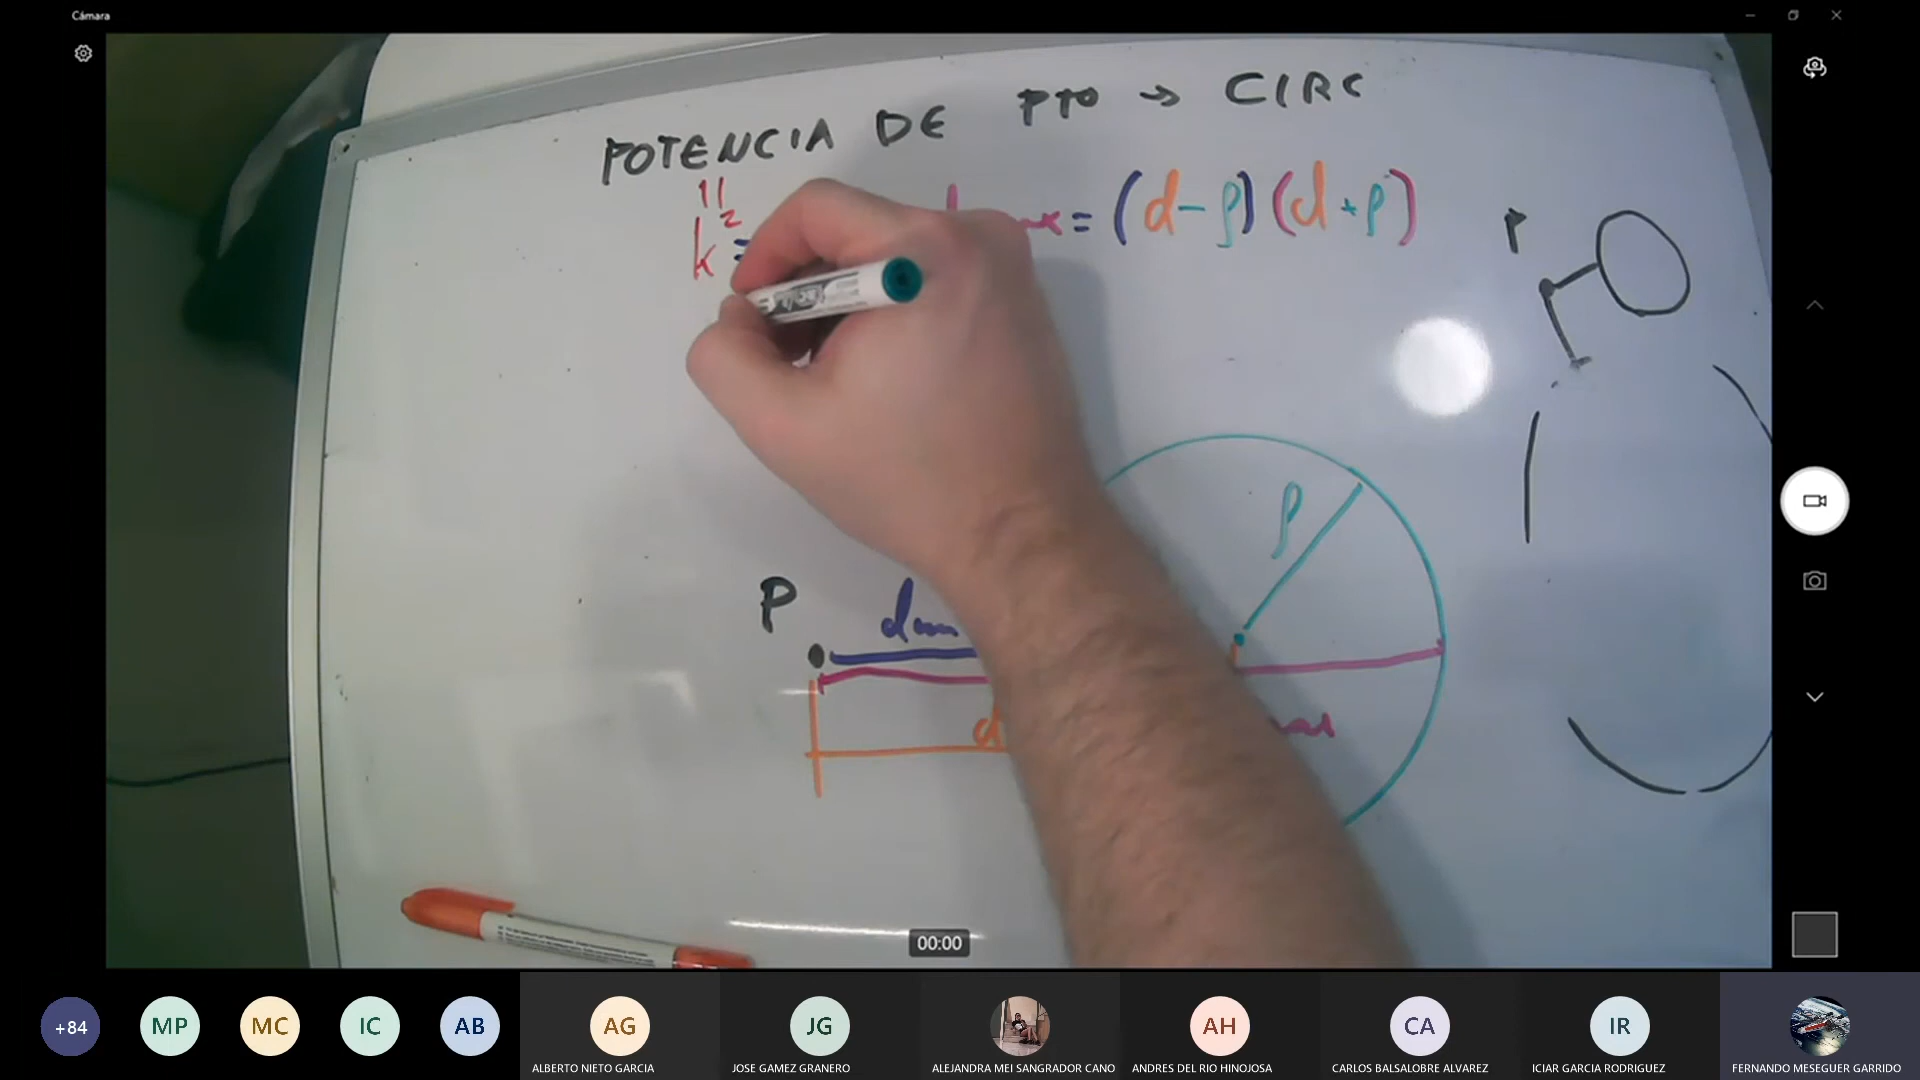 Cámara
POTENCIA DE PTO → CIRC
k² =
= (d-ρ)(d+ρ)
P
ρ
P
d
00:00
+84
MP
MC
IC
AB
AG
JG
AH
CA
IR
ALBERTO NIETO GARCIA
JOSE GAMEZ GRANERO
ALEJANDRA MEI SANGRADOR CANO
ANDRES DEL RIO HINOJOSA
CARLOS BALSALOBRE ALVAREZ
ICIAR GARCIA RODRIGUEZ
FERNANDO MESEGUER GARRIDO